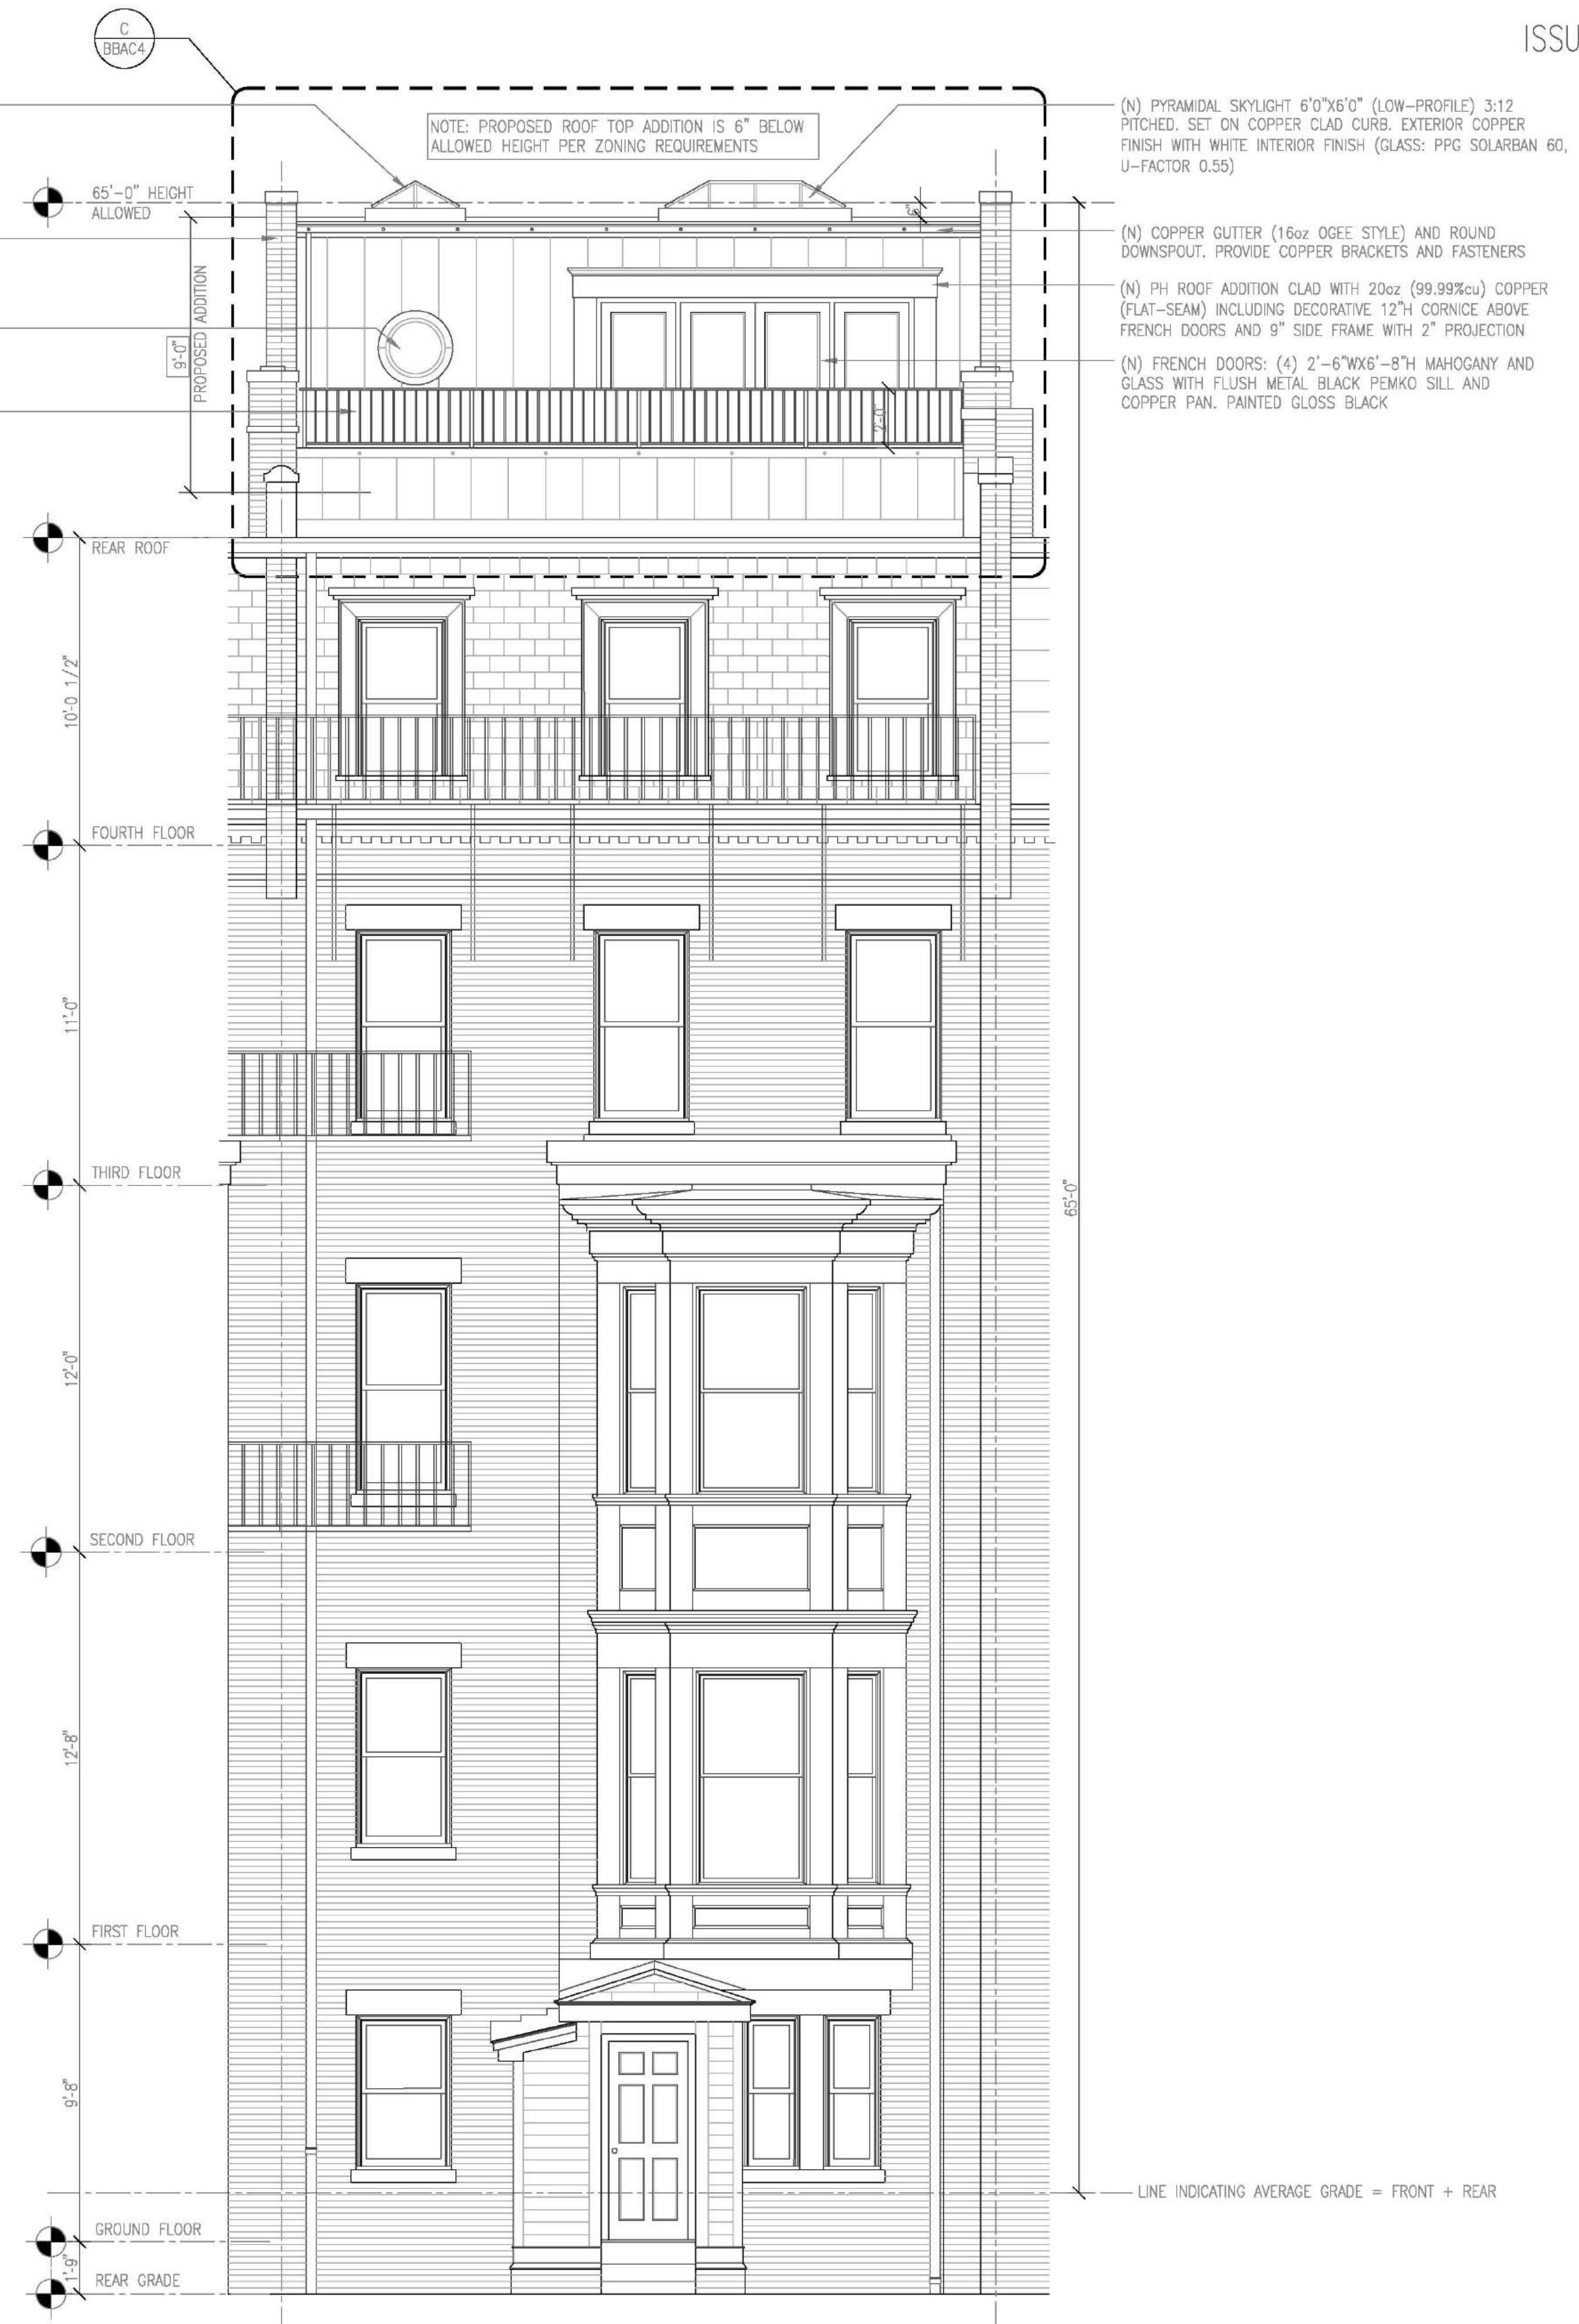 C
BBAC4
ISSU
NOTE: PROPOSED ROOF TOP ADDITION IS 6" BELOW
ALLOWED HEIGHT PER ZONING REQUIREMENTS
(N) PYRAMIDAL SKYLIGHT 6'0"X6'0" (LOW-PROFILE) 3:12
PITCHED. SET ON COPPER CLAD CURB. EXTERIOR COPPER
FINISH WITH WHITE INTERIOR FINISH (GLASS: PPG SOLARBAN 60,
U-FACTOR 0.55)
65'-0" HEIGHT
ALLOWED
6"
(N) COPPER GUTTER (16oz OGEE STYLE) AND ROUND
DOWNSPOUT. PROVIDE COPPER BRACKETS AND FASTENERS
(N) PH ROOF ADDITION CLAD WITH 20oz (99.99%cu) COPPER
(FLAT-SEAM) INCLUDING DECORATIVE 12"H CORNICE ABOVE
FRENCH DOORS AND 9" SIDE FRAME WITH 2" PROJECTION
9'-0"
PROPOSED ADDITION
(N) FRENCH DOORS: (4) 2'-6"WX6'-8"H MAHOGANY AND
GLASS WITH FLUSH METAL BLACK PEMKO SILL AND
COPPER PAN. PAINTED GLOSS BLACK
2'-0"
REAR ROOF
10'-0 1/2"
FOURTH FLOOR
11'-0"
THIRD FLOOR
65'-0"
12'-0"
SECOND FLOOR
12'-8"
FIRST FLOOR
9'-8"
LINE INDICATING AVERAGE GRADE = FRONT + REAR
GROUND FLOOR
1'-9"
REAR GRADE